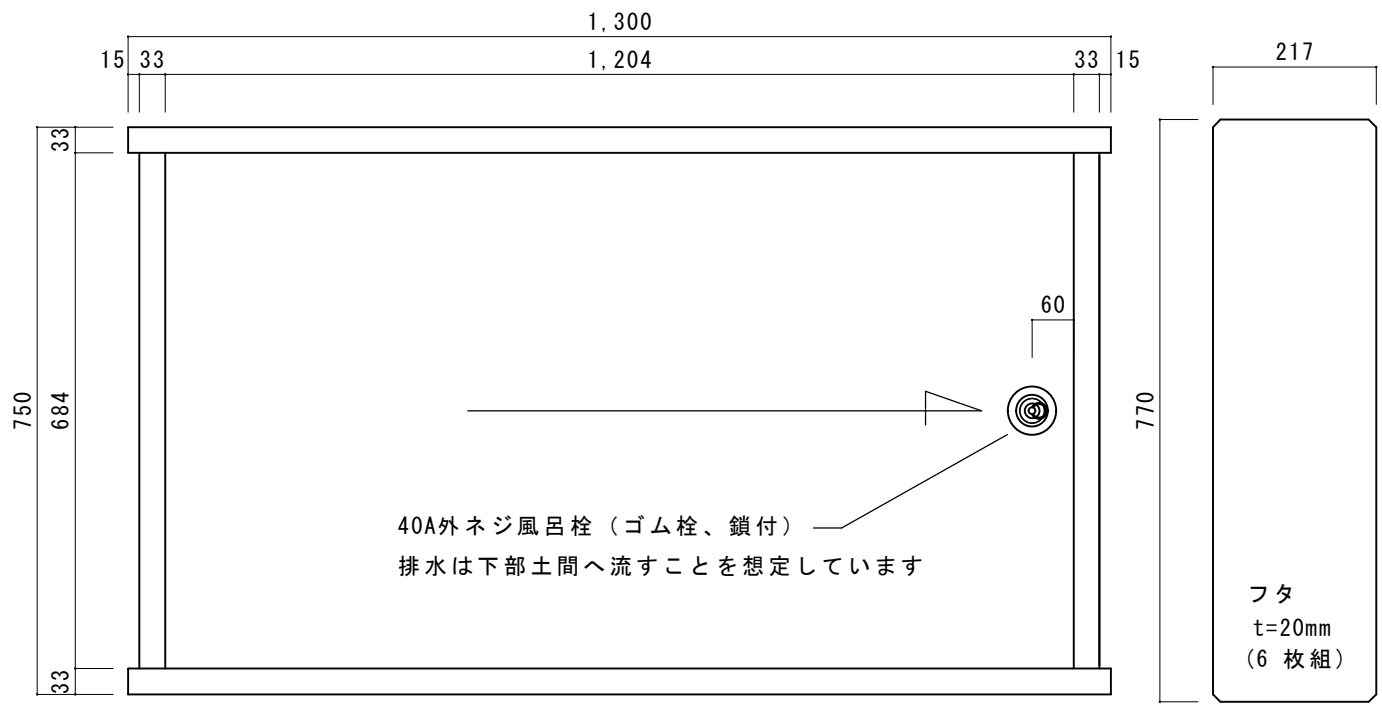 1,300
15 33 1,204 33 15
217
33
60
750
684
770
40A外ネジ風呂栓（ゴム栓、鎖付）
排水は下部土間へ流すことを想定しています
フタ
t=20mm
(6 枚組)
33